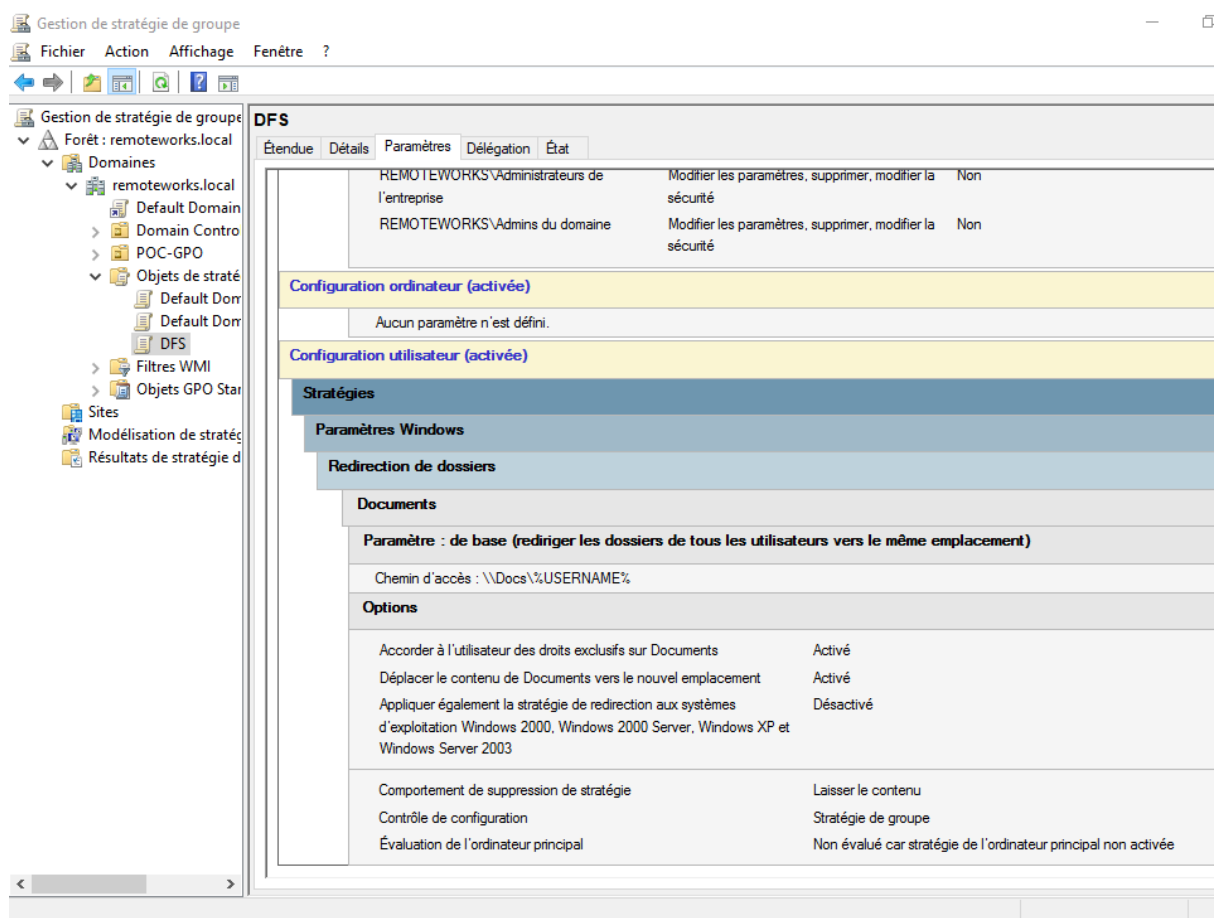 Gestion de stratégie de groupe
Fichier Action Affichage Fenêtre ?
Gestion de stratégie de groupe
Forêt : remoteworks.local
Domaines
remoteworks.local
Default Domain
Domain Contro
POC-GPO
Objets de straté
Default Dom
Default Dom
DFS
Filtres WMI
Objets GPO Star
Sites
Modélisation de stratég
Résultats de stratégie d
DFS
Étendue Détails Paramètres Délégation État
REMOTEWORKS\Administrateurs de Modifier les paramètres, supprimer, modifier la Non
l'entreprise sécurité
REMOTEWORKS\Admins du domaine Modifier les paramètres, supprimer, modifier la Non
sécurité
Configuration ordinateur (activée)
Aucun paramètre n'est défini.
Configuration utilisateur (activée)
Stratégies
Paramètres Windows
Redirection de dossiers
Documents
Paramètre : de base (rediriger les dossiers de tous les utilisateurs vers le même emplacement)
Chemin d'accès : \\Docs\%USERNAME%
Options
Accorder à l'utilisateur des droits exclusifs sur Documents Activé
Déplacer le contenu de Documents vers le nouvel emplacement Activé
Appliquer également la stratégie de redirection aux systèmes Désactivé
d'exploitation Windows 2000, Windows 2000 Server, Windows XP et
Windows Server 2003
Comportement de suppression de stratégie Laisser le contenu
Contrôle de configuration Stratégie de groupe
Évaluation de l'ordinateur principal Non évalué car stratégie de l'ordinateur principal non activée